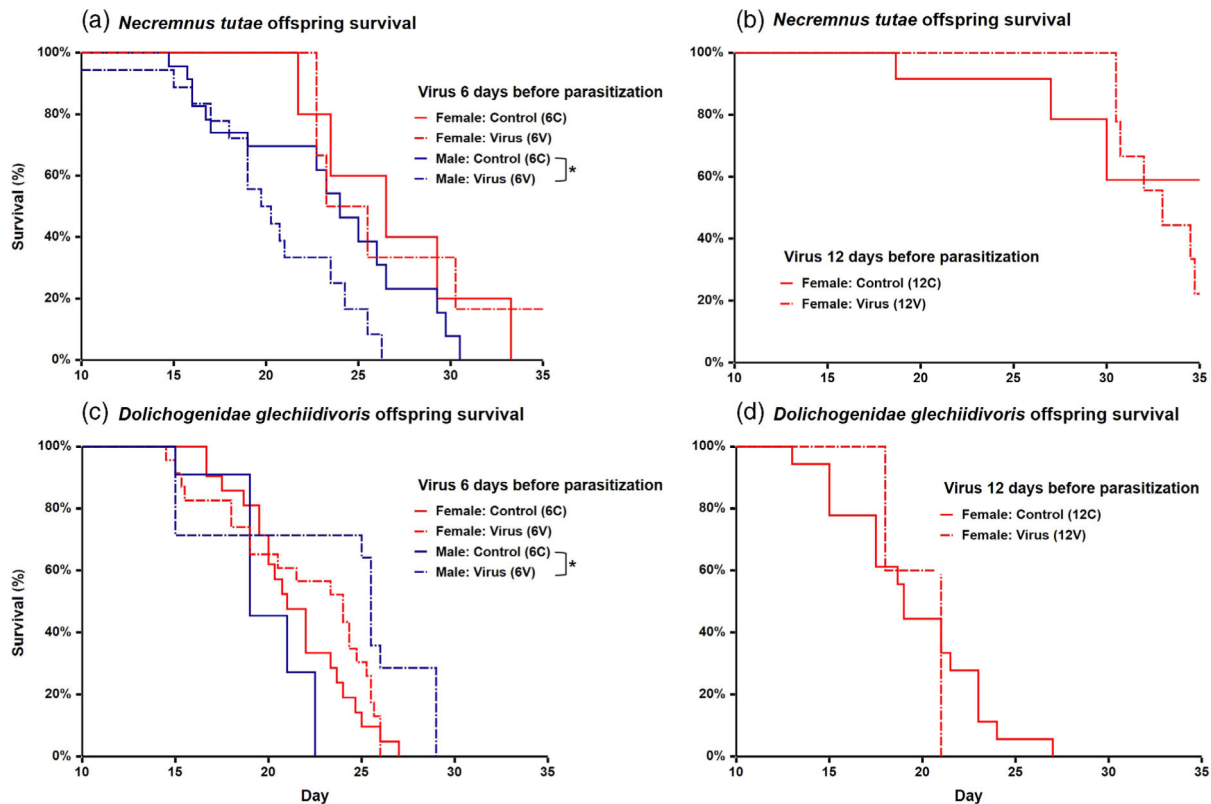 (a) Necremnus tutae offspring survival
100%
80%
60%
40%
20%
0%
Survival (%)
10 15 20 25 30 35
Virus 6 days before parasitization
Female: Control (6C)
Female: Virus (6V)
Male: Control (6C)
Male: Virus (6V)
*
(b) Necremnus tutae offspring survival
100%
80%
60%
40%
20%
0%
10 15 20 25 30 35
Virus 12 days before parasitization
Female: Control (12C)
Female: Virus (12V)
(c) Dolichogenidae glechiidivoris offspring survival
100%
80%
60%
40%
20%
0%
Survival (%)
10 15 20 25 30 35
Day
Virus 6 days before parasitization
Female: Control (6C)
Female: Virus (6V)
Male: Control (6C)
Male: Virus (6V)
*
(d) Dolichogenidae glechiidivoris offspring survival
100%
80%
60%
40%
20%
0%
10 15 20 25 30 35
Day
Virus 12 days before parasitization
Female: Control (12C)
Female: Virus (12V)